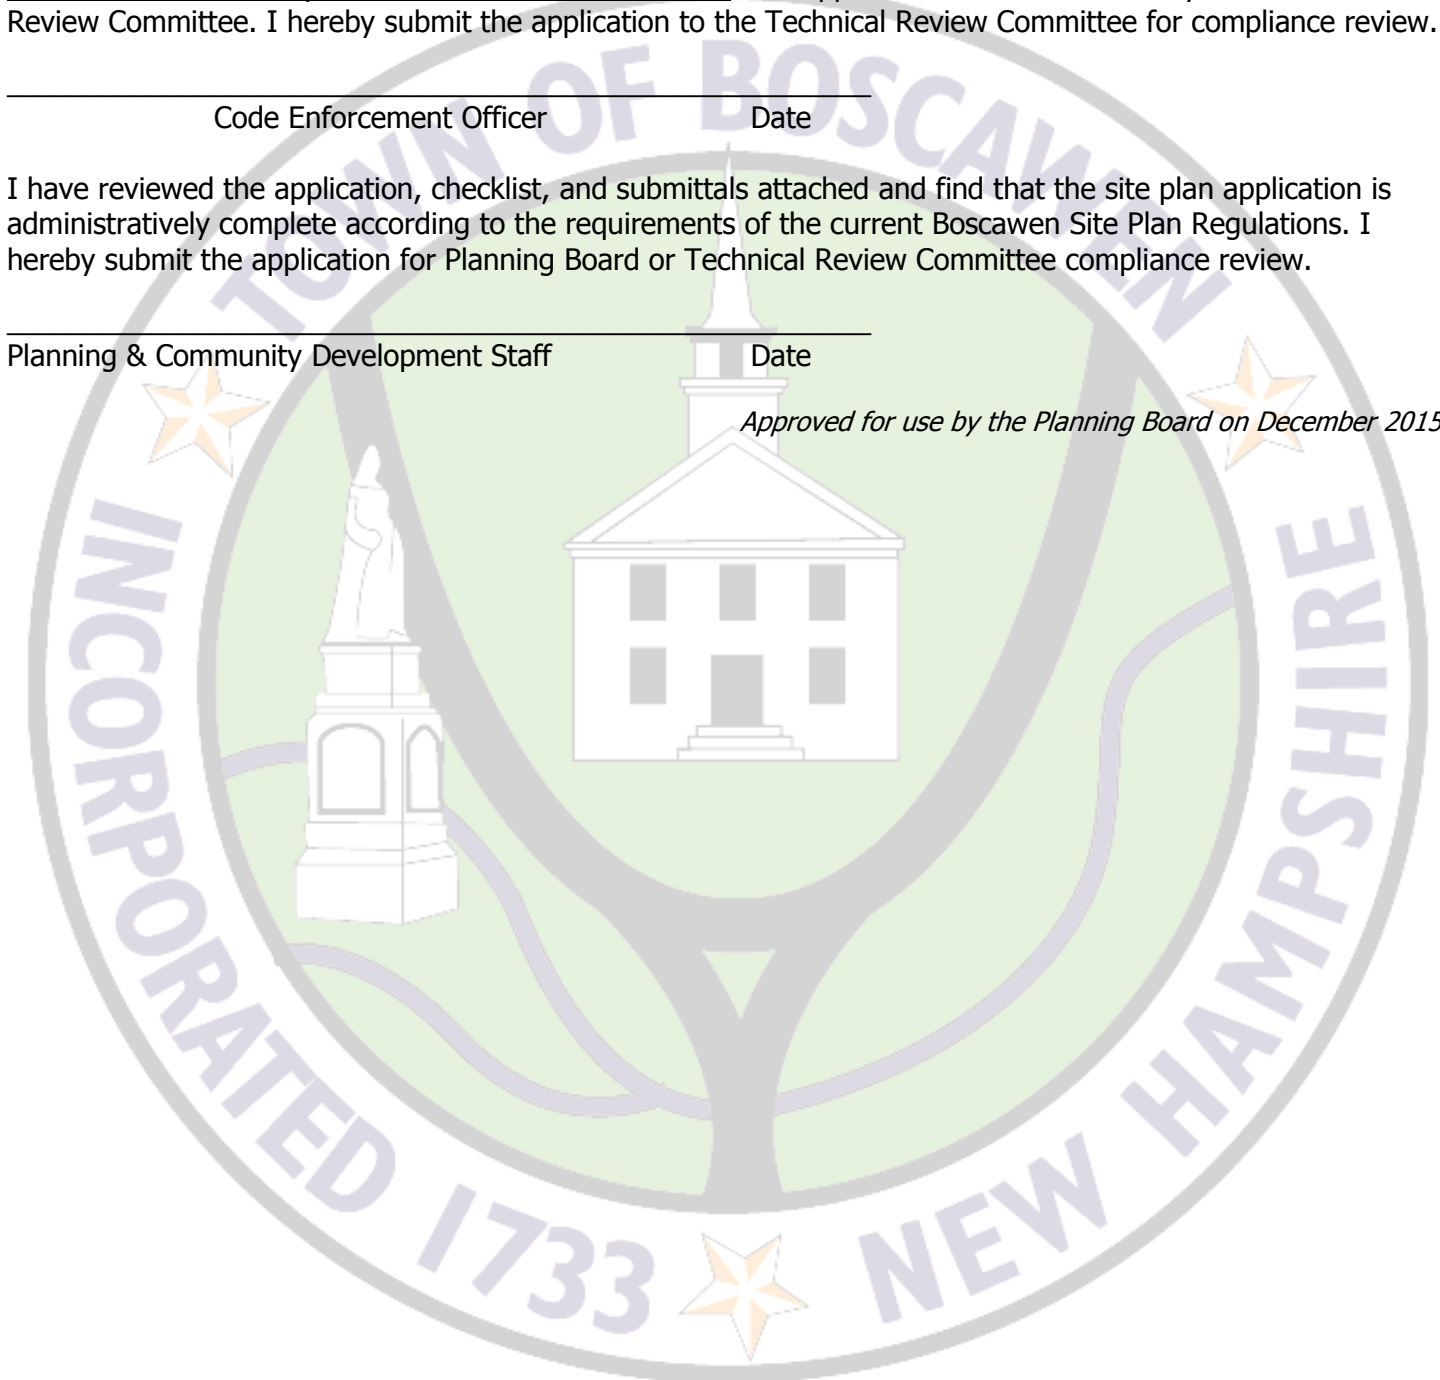 Review Committee. I hereby submit the application to the Technical Review Committee for compliance review.
Code Enforcement Officer Date
I have reviewed the application, checklist, and submittals attached and find that the site plan application is
administratively complete according to the requirements of the current Boscawen Site Plan Regulations. I
hereby submit the application for Planning Board or Technical Review Committee compliance review.
Planning & Community Development Staff Date
Approved for use by the Planning Board on December 2015
TOWN OF BOSCAWEN
NEW HAMPSHIRE
INCORPORATED 1733